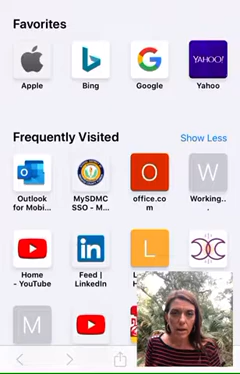 Favorites
YAHOO!
Apple
Bing
Google
Yahoo
Frequently Visited
Show Less
O
W
Outlook for Mobi...
MySDMC SSO - M...
office.com
Working...
in
L
Home - YouTube
Feed | LinkedIn
M